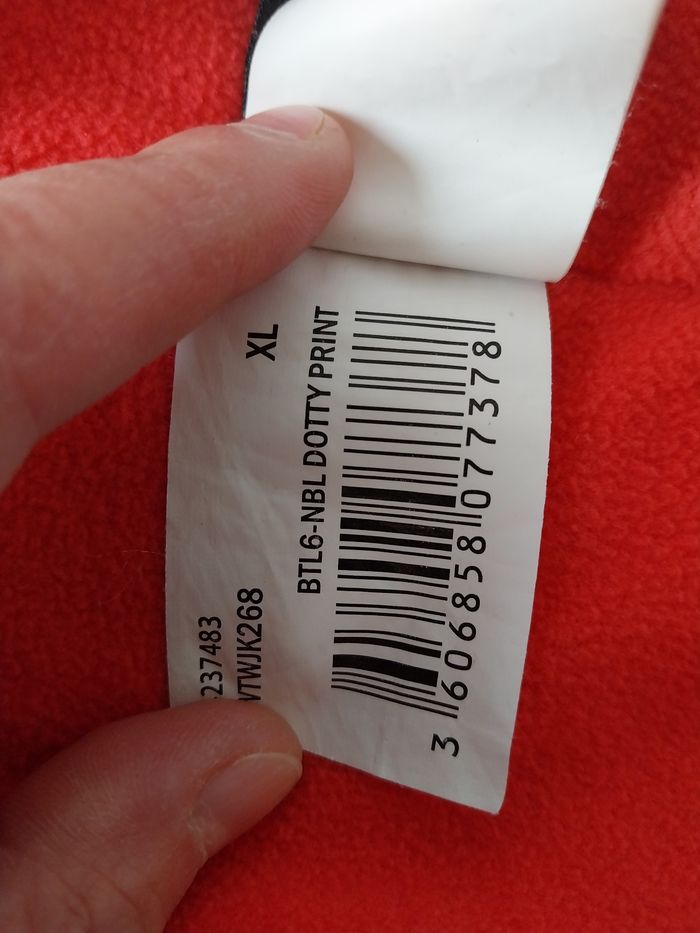 237483
VTWJK268
XL
BTL6-NBL DOTTY PRINT
3 606858 077378